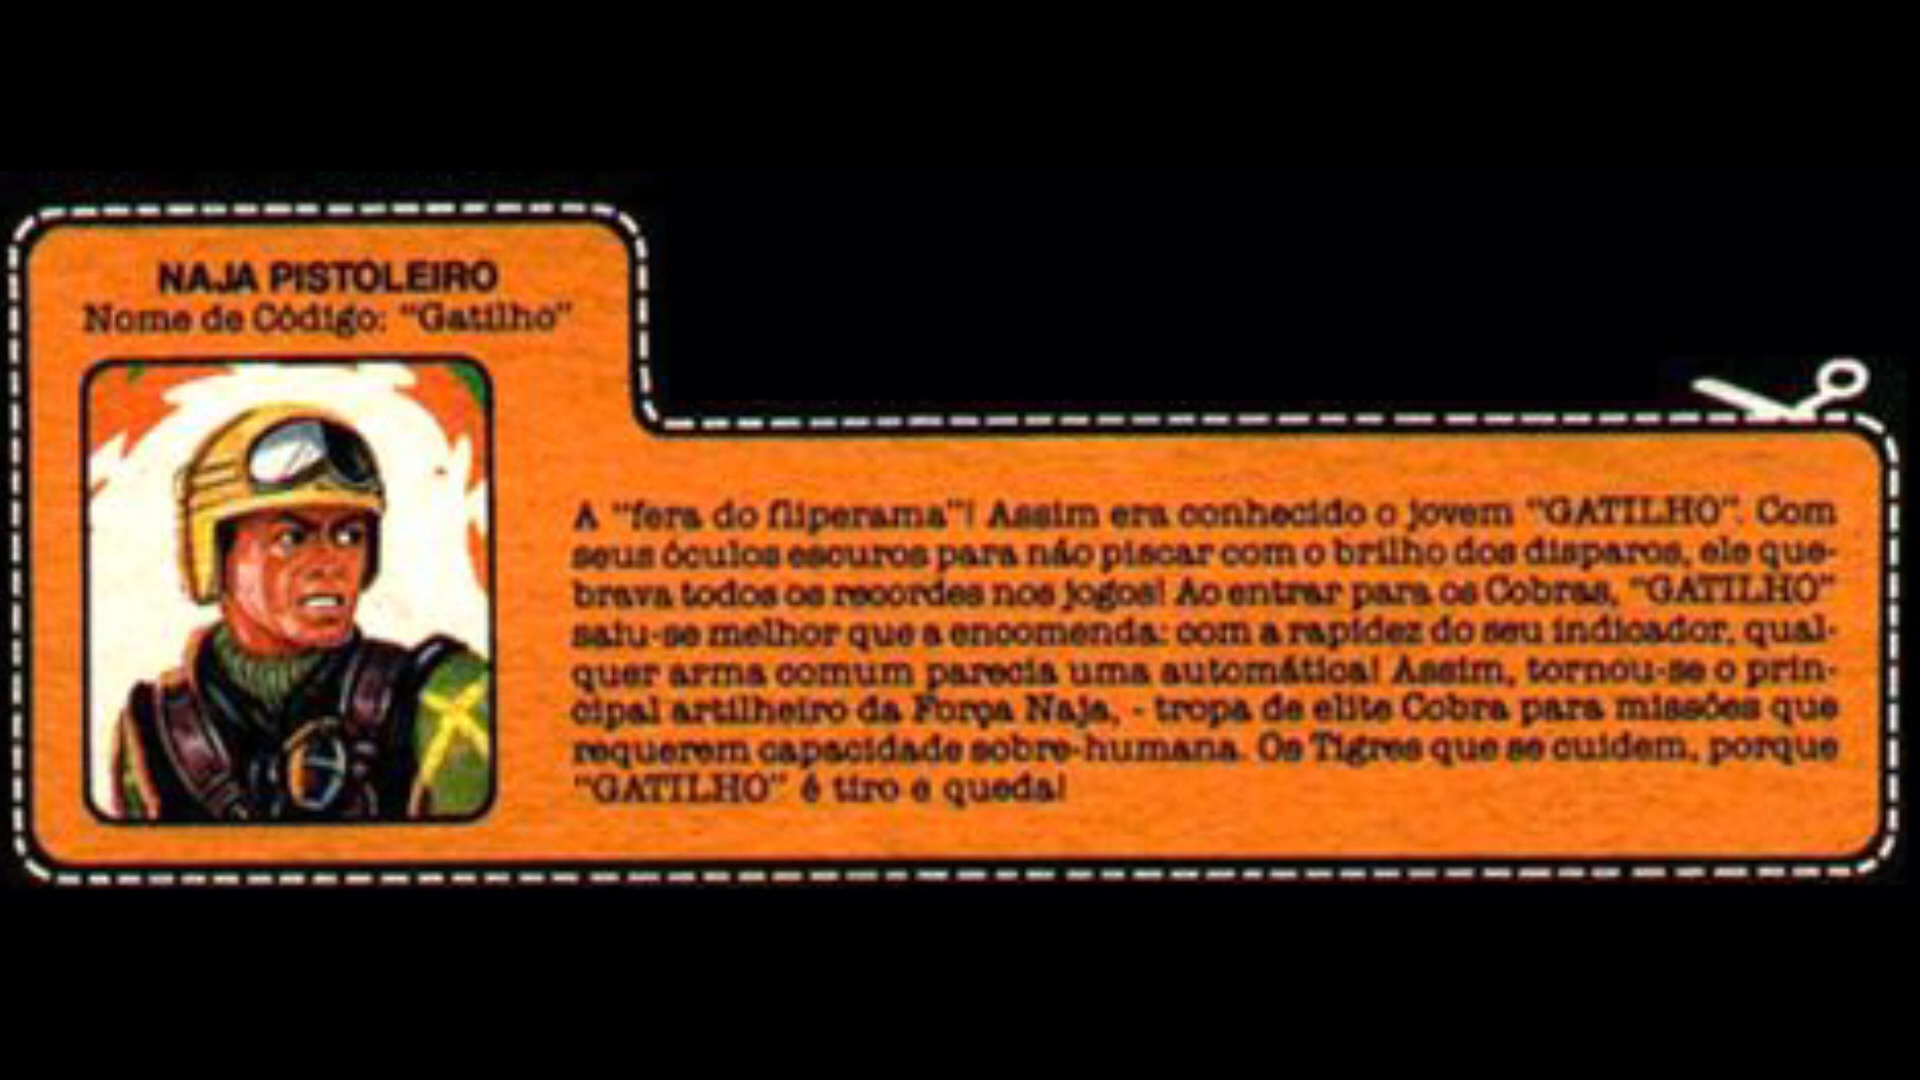 NAJA PISTOLEIRO
Nome de Código: "Gatilho"
A "fera do fliperama"! Assim era conhecido o jovem "GATILHO". Com
seus óculos escuros para não piscar com o brilho dos disparos, ele que-
brava todos os recordes nos jogos! Ao entrar para os Cobras, "GATILHO"
saiu-se melhor que a encomenda: com a rapidez do seu indicador, qual-
quer arma comum parecia uma automática! Assim, tornou-se o prin-
cipal artilheiro da Força Naja, - tropa de elite Cobra para missões que
requerem capacidade sobre-humana. Os Tigres que se cuidem, porque
"GATILHO" é tiro e queda!